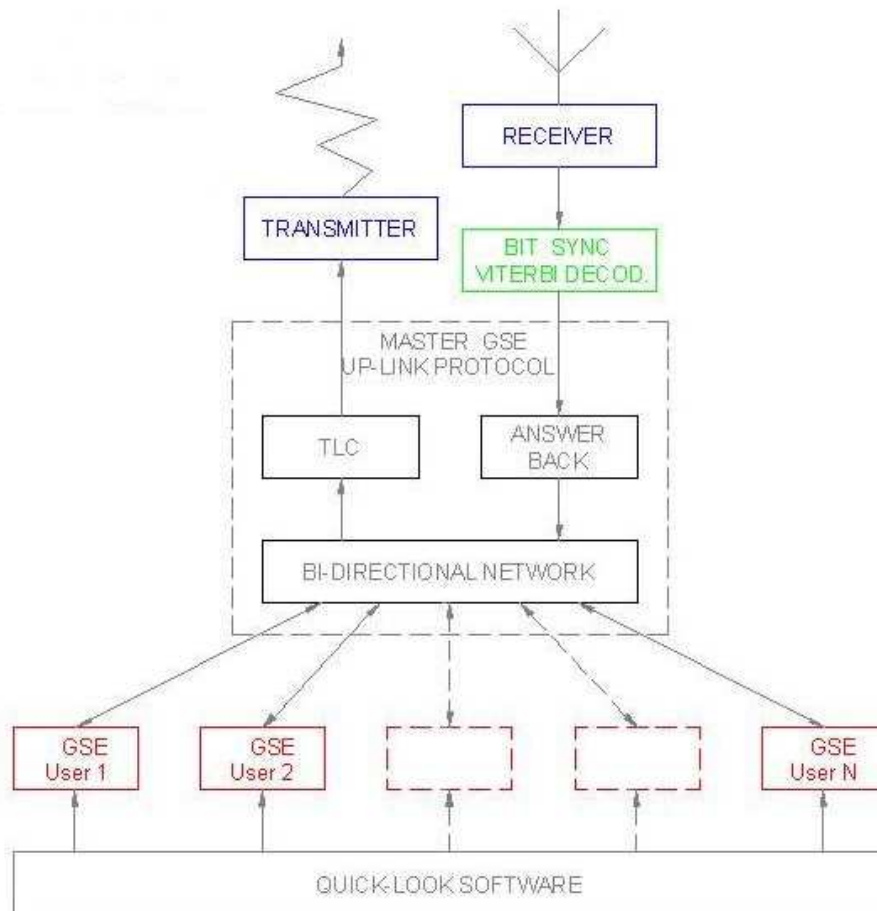 RECEIVER
TRANSMITTER
BIT SYNC
VITERBI DECOD.
MASTER GSE
UP-LINK PROTOCOL
TLC
ANSWER
BACK
BI-DIRECTIONAL NETWORK
GSE
User 1
GSE
User 2
GSE
User N
QUICK-LOOK SOFTWARE